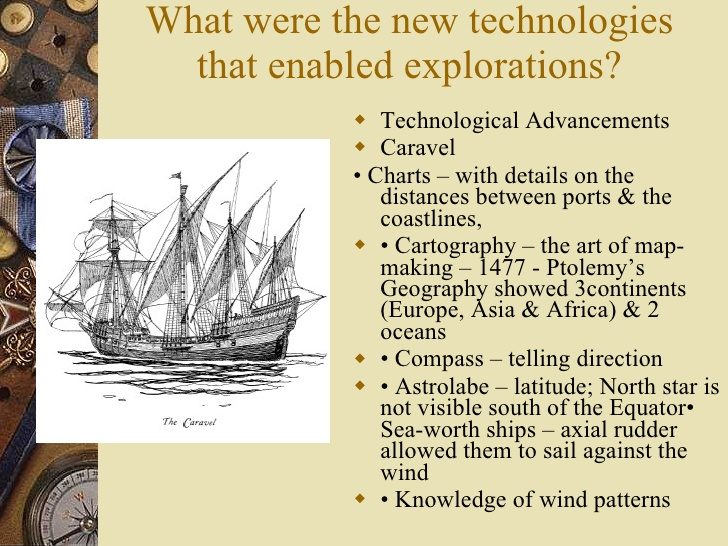 What were the new technologies
that enabled explorations?
Technological Advancements
Caravel
• Charts – with details on the
distances between ports & the
coastlines,
• Cartography – the art of map-
making – 1477 - Ptolemy’s
Geography showed 3continents
(Europe, Asia & Africa) & 2
oceans
• Compass – telling direction
• Astrolabe – latitude; North star is
not visible south of the Equator•
Sea-worth ships – axial rudder
allowed them to sail against the
wind
• Knowledge of wind patterns
The Caravel